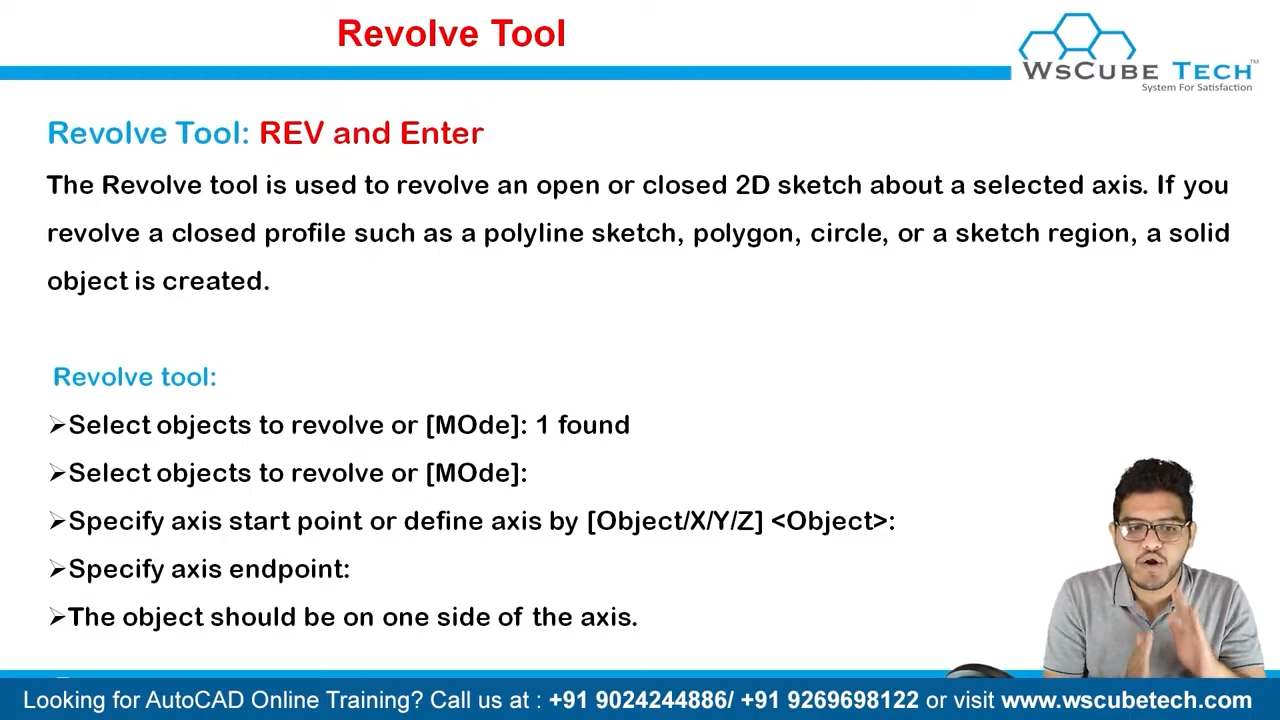 Revolve Tool
WsCube Tech™
System For Satisfaction
Revolve Tool: REV and Enter
The Revolve tool is used to revolve an open or closed 2D sketch about a selected axis. If you
revolve a closed profile such as a polyline sketch, polygon, circle, or a sketch region, a solid
object is created.
Revolve tool:
➢Select objects to revolve or [MOde]: 1 found
➢Select objects to revolve or [MOde]:
➢Specify axis start point or define axis by [Object/X/Y/Z] <Object>:
➢Specify axis endpoint:
➢The object should be on one side of the axis.
Looking for AutoCAD Online Training? Call us at : +91 9024244886/ +91 9269698122 or visit www.wscubetech.com